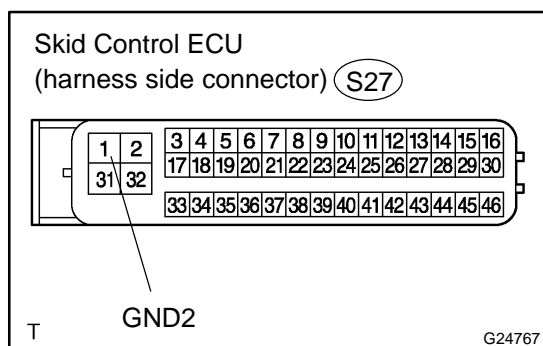 Skid Control ECU
(harness side connector) S27
1 2 3 4 5 6 7 8 9 10 11 12 13 14 15 16
17 18 19 20 21 22 23 24 25 26 27 28 29 30
31 32
33 34 35 36 37 38 39 40 41 42 43 44 45 46
GND2
T G24767